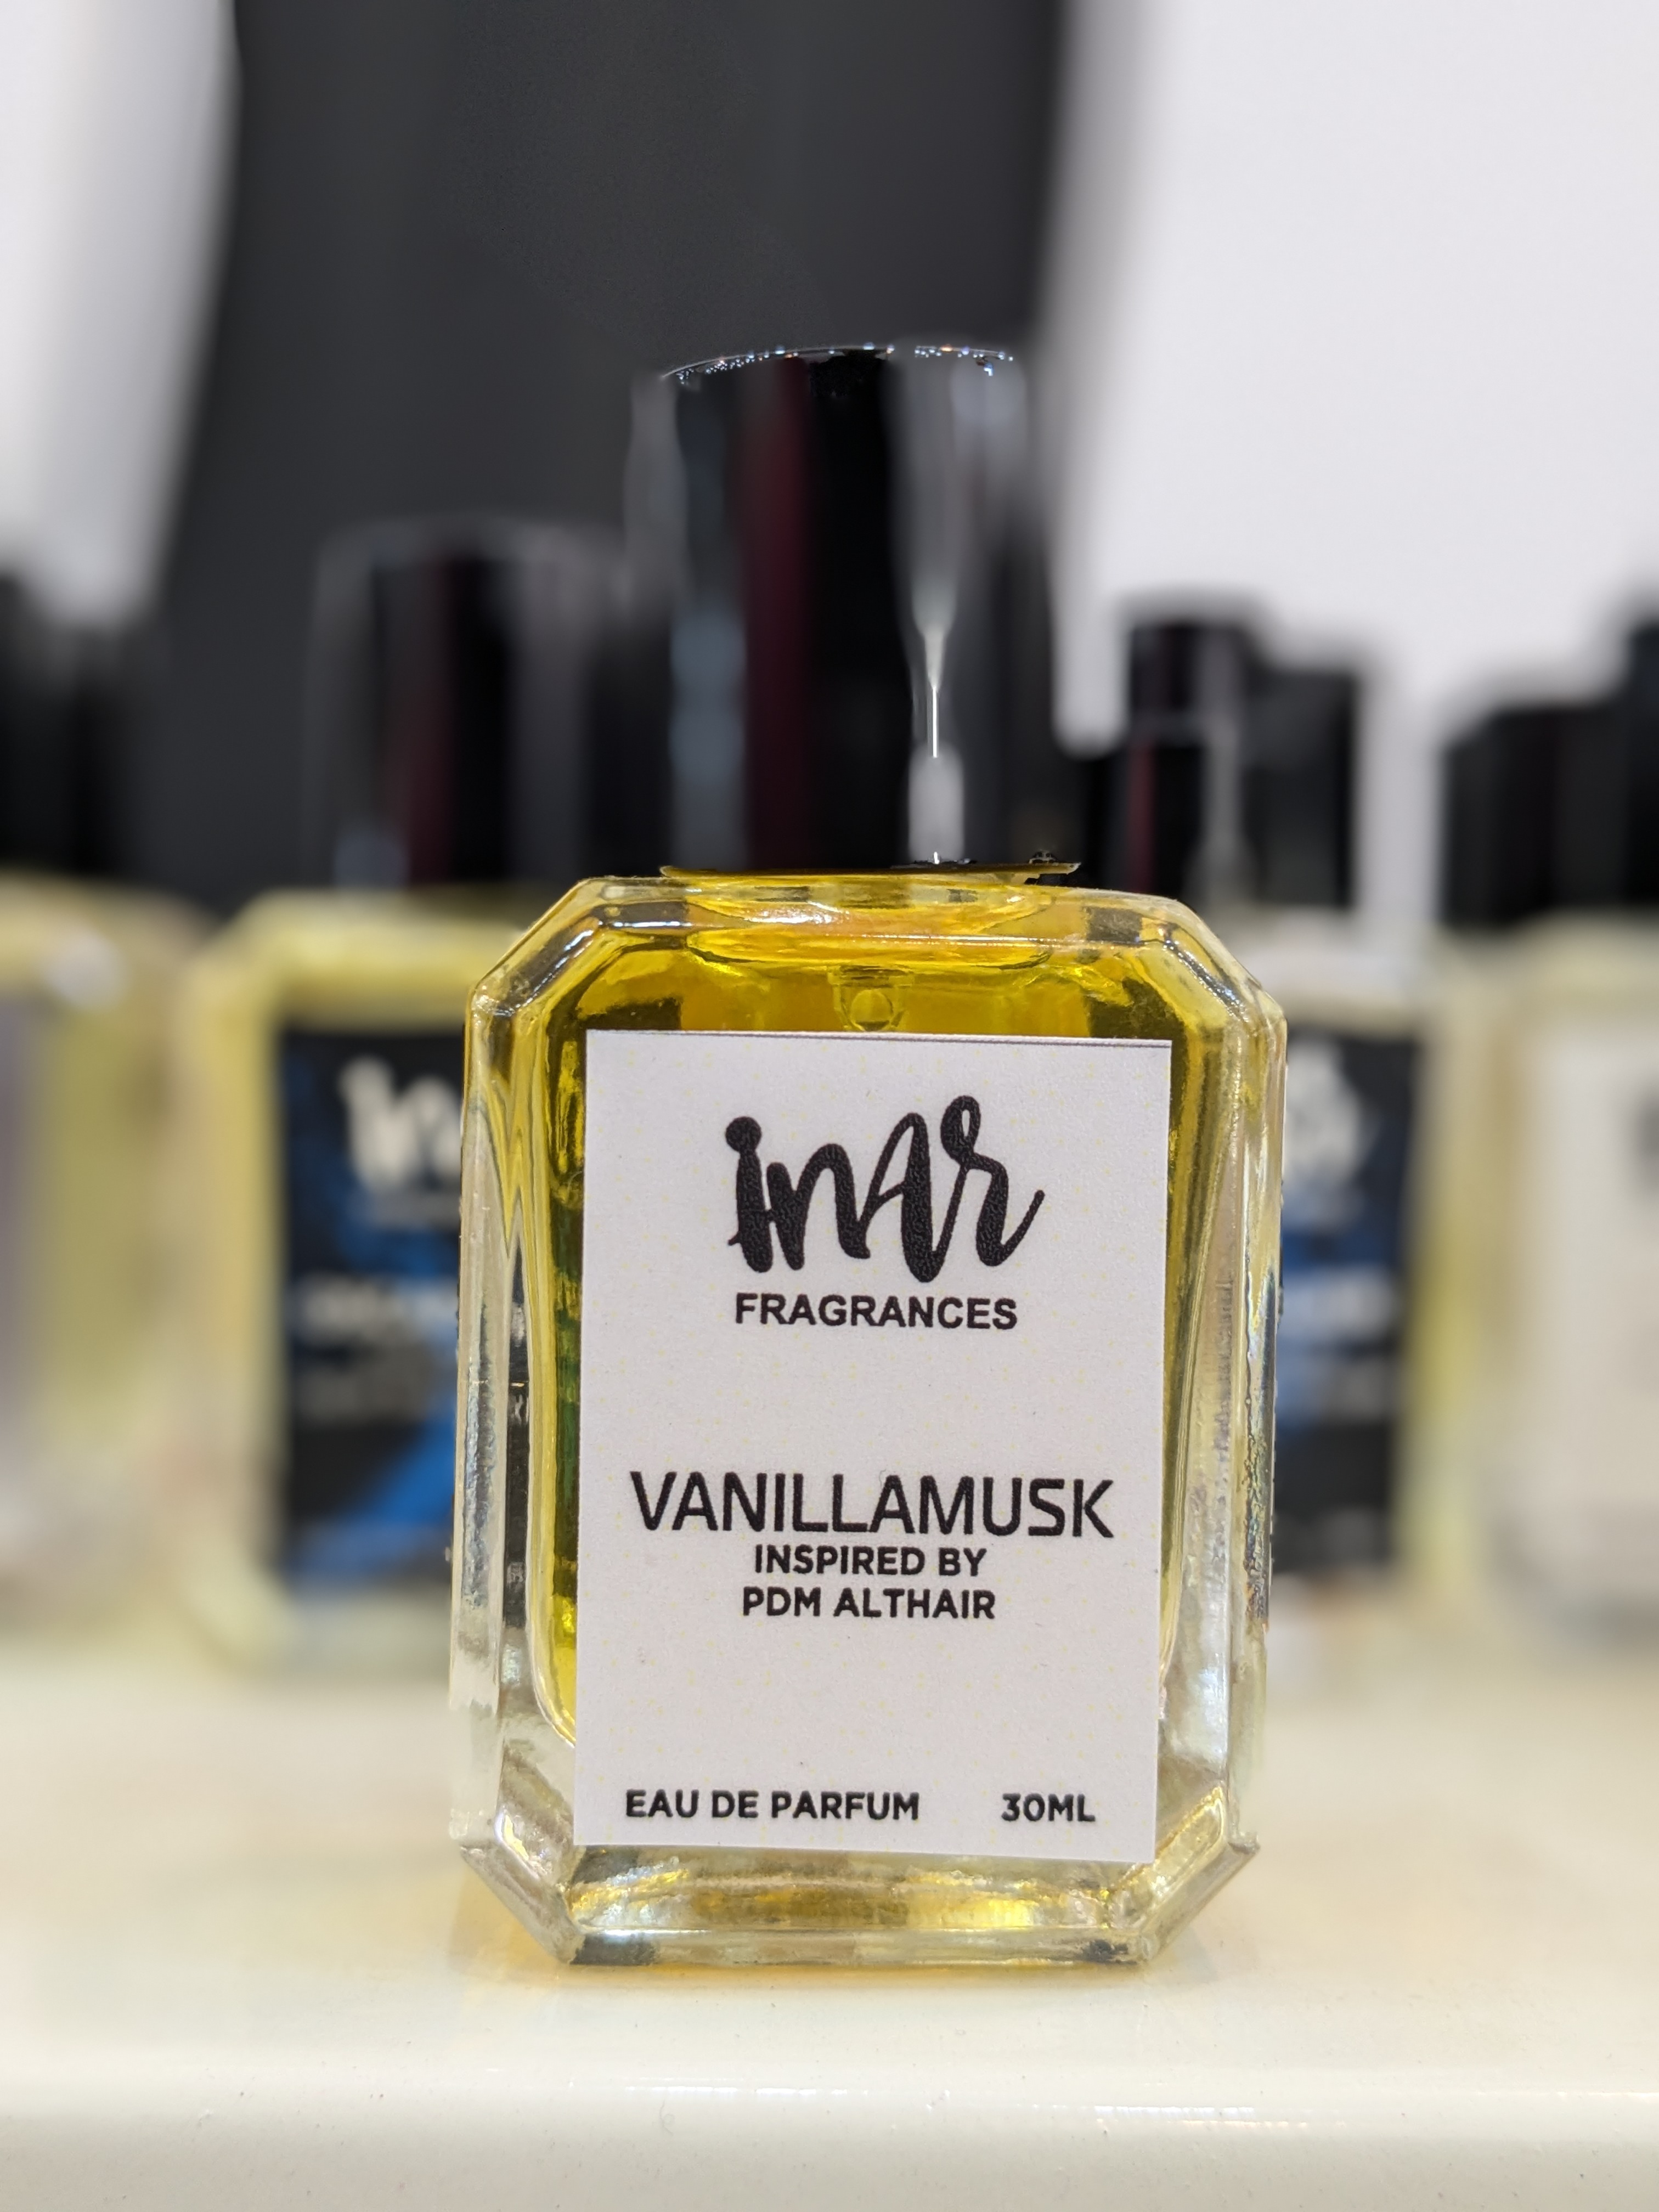 inar
FRAGRANCES
VANILLAMUSK
INSPIRED BY
PDM ALTHAIR
EAU DE PARFUM 30ML